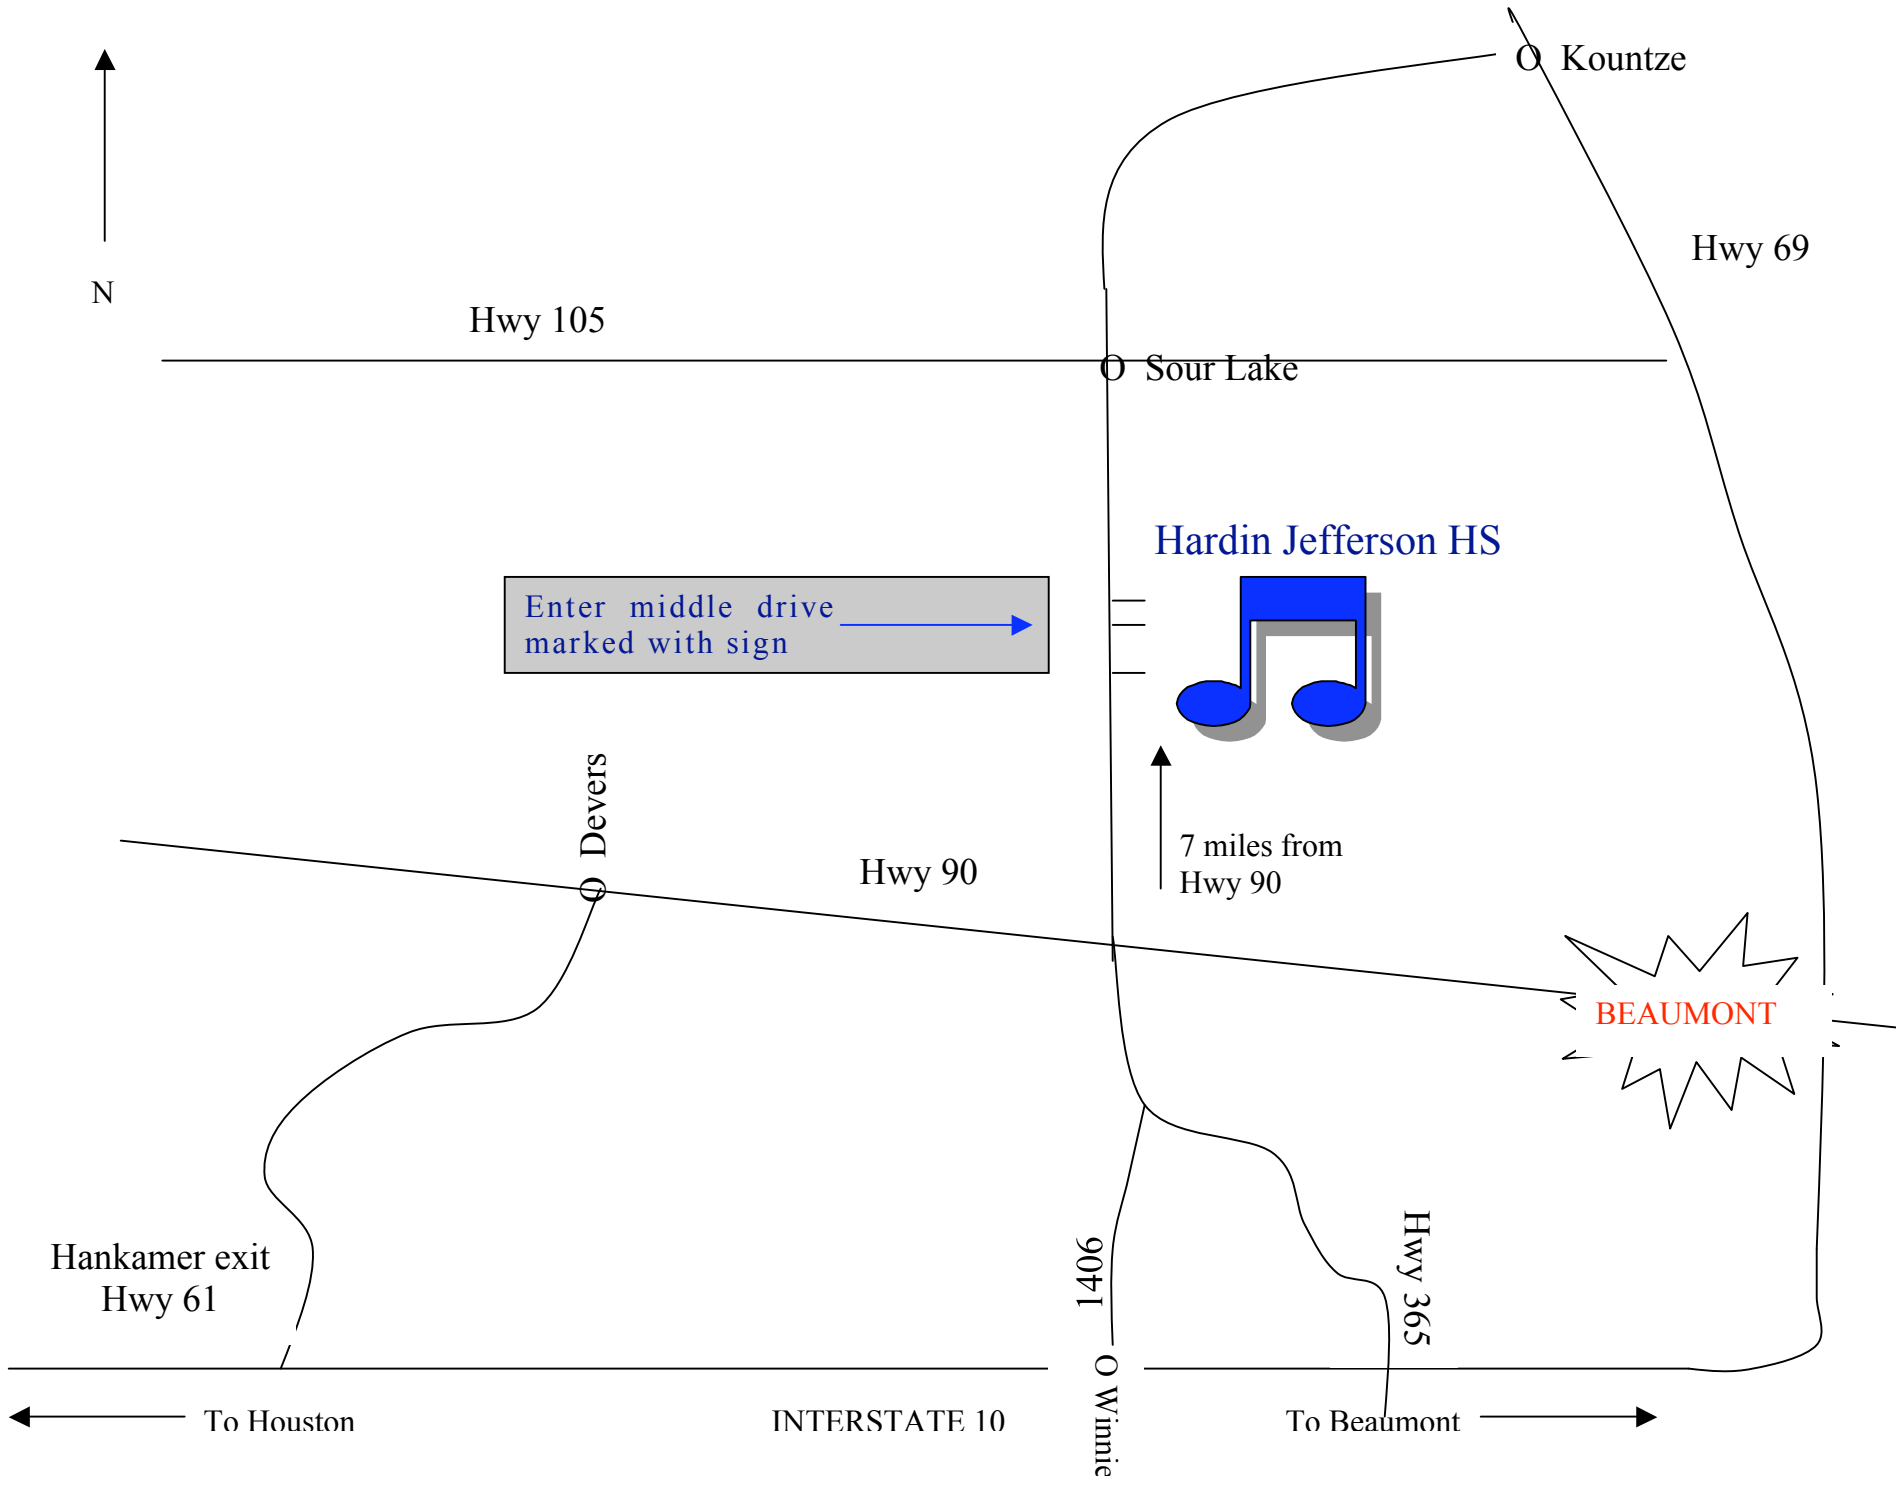 O Kountze
Hwy 69
N
Hwy 105
O Sour Lake
Hardin Jefferson HS
Enter middle drive
marked with sign
O Devers
7 miles from
Hwy 90
Hwy 90
BEAUMONT
Hankamer exit
Hwy 61
1406
Hwy 365
O Winnie
To Houston
INTERSTATE 10
To Beaumont